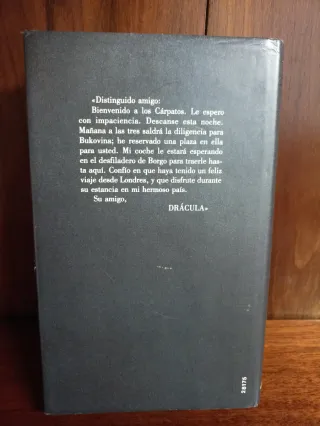 «Distinguido amigo:
Bienvenido a los Cárpatos. Le espero
con impaciencia. Descanse esta noche.
Mañana a las tres saldrá la diligencia para
Bukovina; he reservado una plaza en ella
para usted. Mi coche le estará esperando
en el desfiladero de Borgo para traerle has-
ta aquí. Confío en que haya tenido un feliz
viaje desde Londres, y que disfrute durante
su estancia en mi hermoso país.
Su amigo,
DRÁCULA»
28175